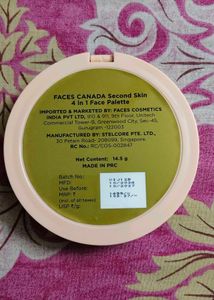 FACES CANADA Second Skin
4 in 1 Face Palette
IMPORTED & MARKETED BY: FACES COSMETICS
INDIA PVT LTD, 910 & 911, 9th Floor, Unitech
Commercial Tower-B, Greenwood City, Sec-45,
Gurugram -122003
MANUFACTURED BY: STELCORE PTE. LTD.,
30 Petain Road- 208099, Singapore.
RC No.: RC/COS-002847
Net Content: 14.5 g
MADE IN PRC
Batch No:
MFD:
Use Before:
MRP: ₹
(incl. of all taxes)
USP ₹/g: